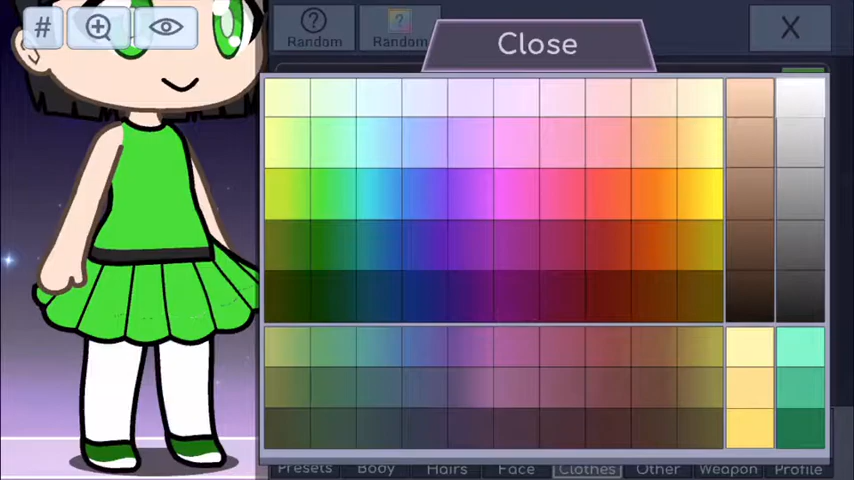 #
?
?
Random
Random
X
Close
Presets
Body
Hairs
Face
Clothes
Other
Weapon
Profile